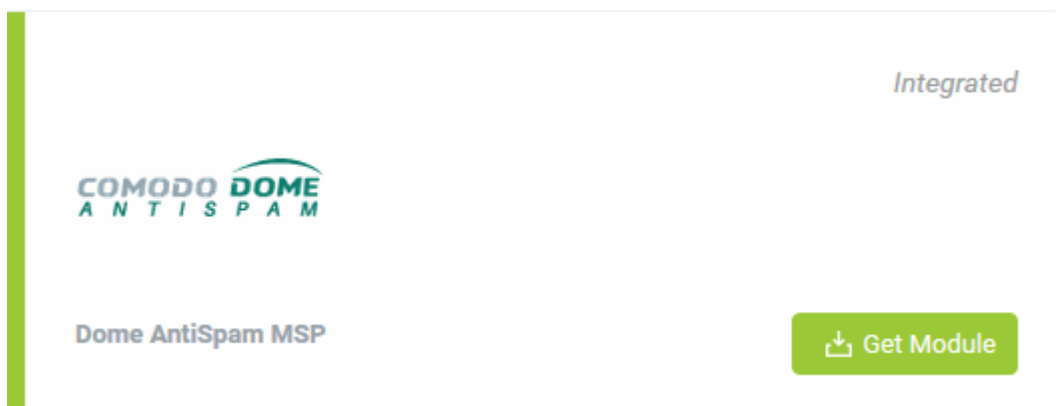 Integrated
COMODO DOME
ANTISPAM
Dome AntiSpam MSP
Get Module